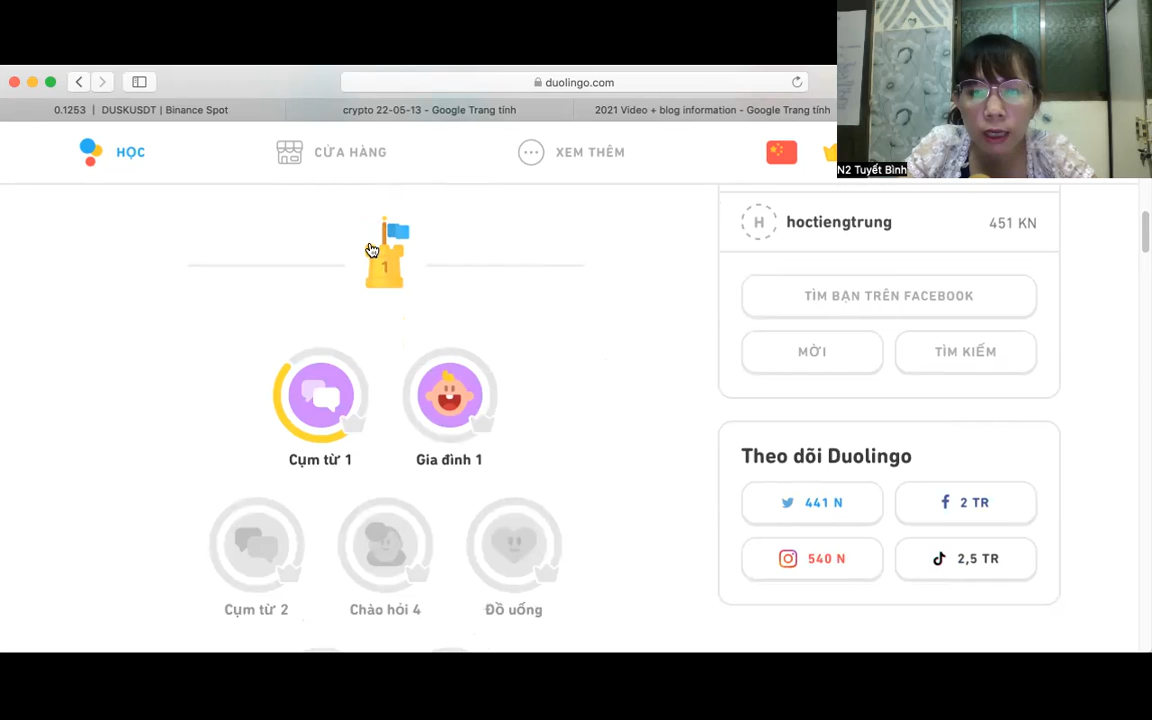 duolingo.com
0.1253 | DUSKUSDT | Binance Spot
crypto 22-05-13 - Google Trang tính
2021 Video + blog information - Google Trang tính
HỌC
CỬA HÀNG
XEM THÊM
N2 Tuyết Bình
1
H
hoctiengtrung
451 KN
TÌM BẠN TRÊN FACEBOOK
MỜI
TÌM KIẾM
Cụm từ 1
Gia đình 1
Theo dõi Duolingo
441 N
2 TR
540 N
2,5 TR
Cụm từ 2
Chào hỏi 4
Đồ uống